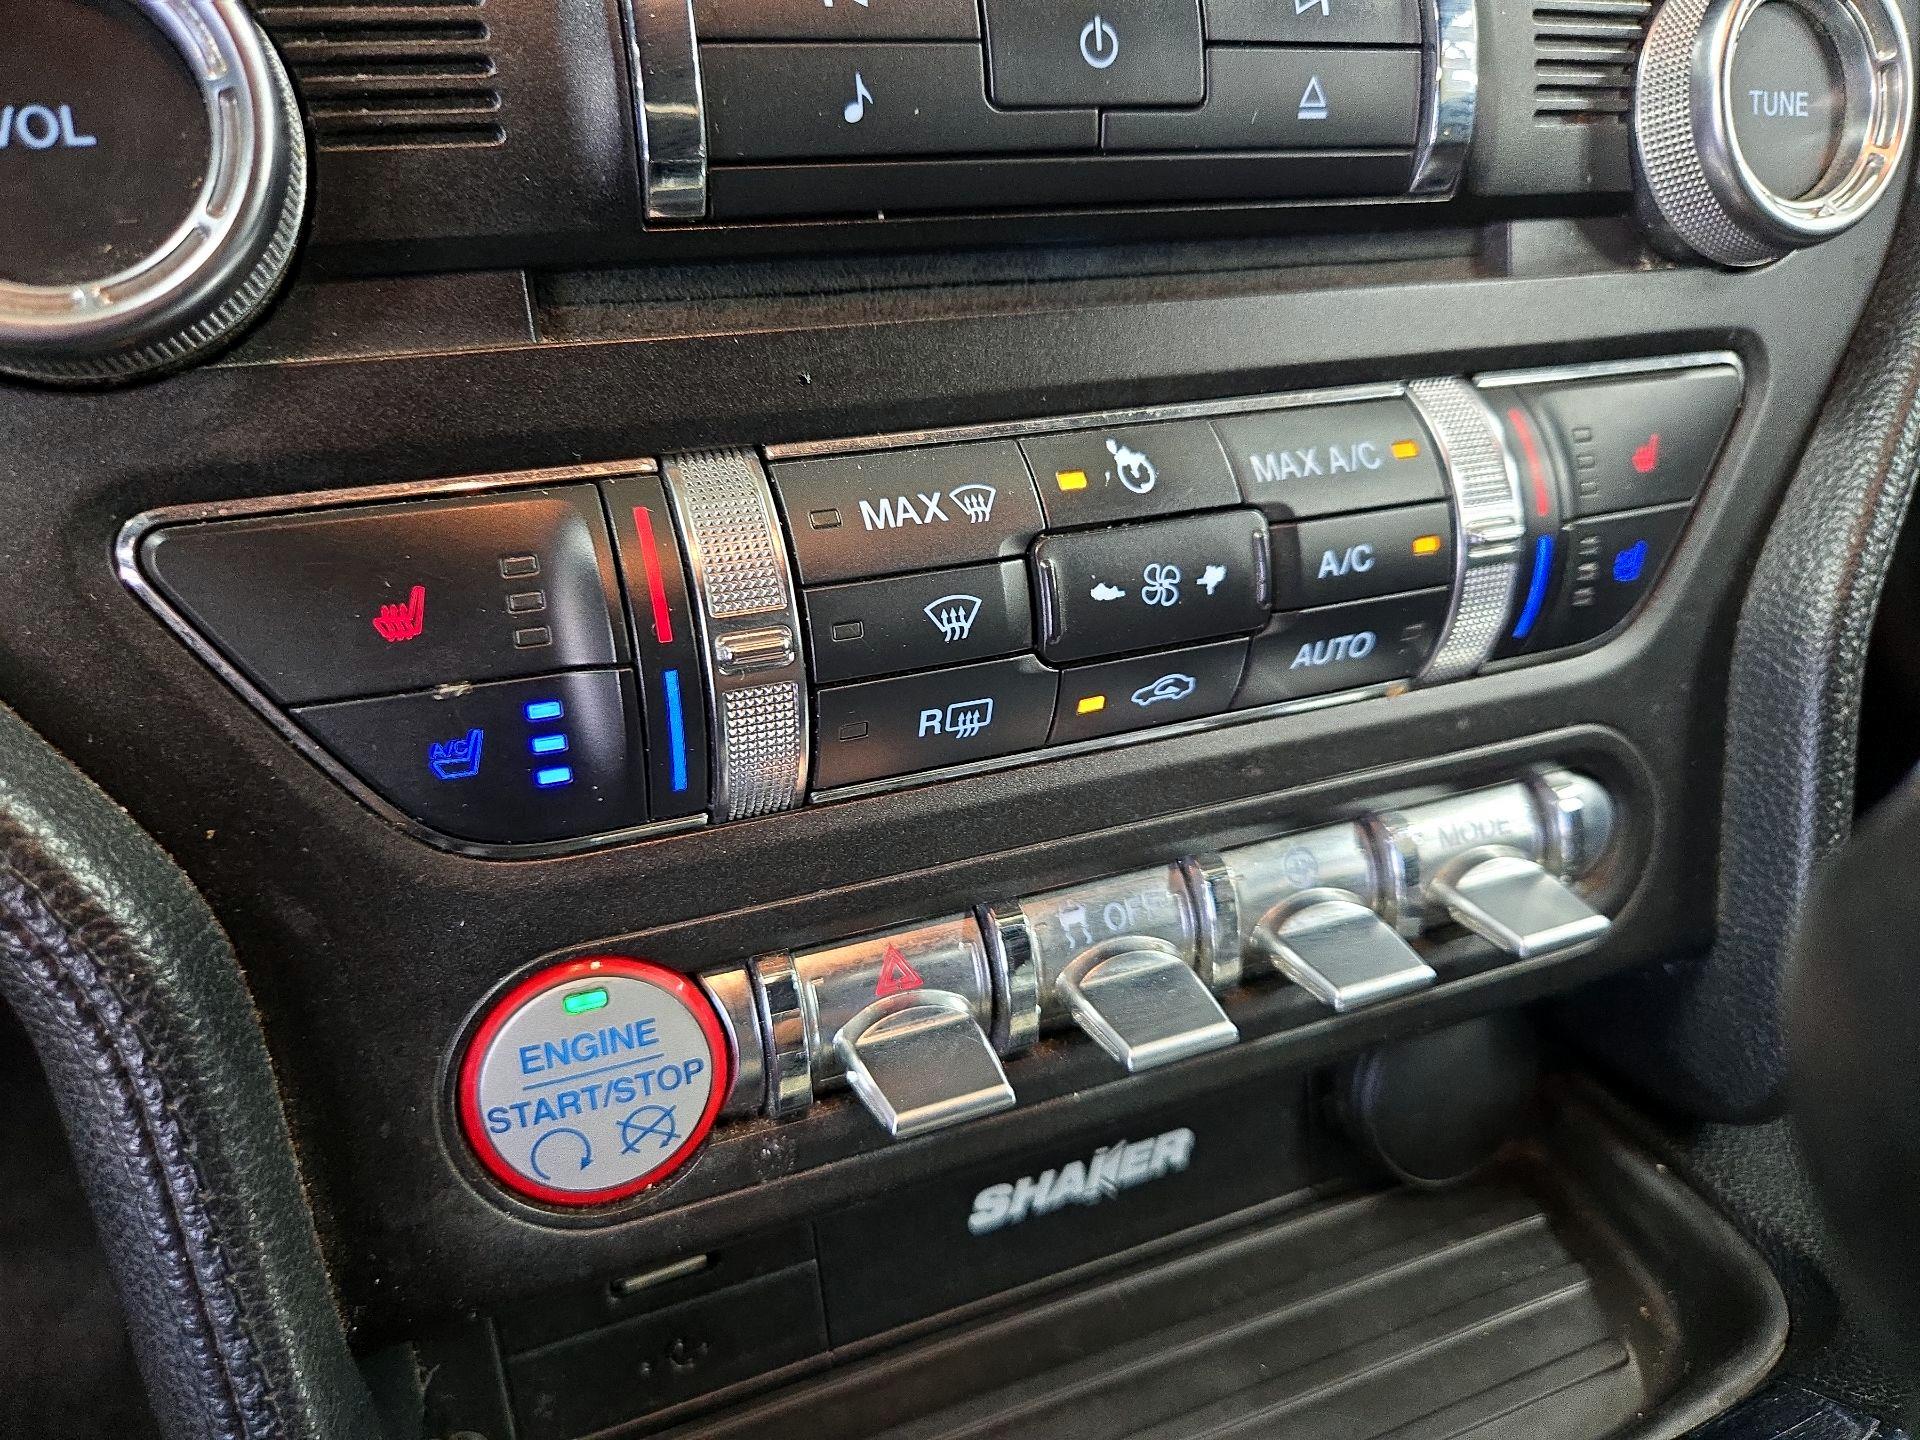 VOL
TUNE
MAX
MAX A/C
A/C
R
AUTO
A/C
MODE
OFF
ENGINE
START/STOP
SHAKER